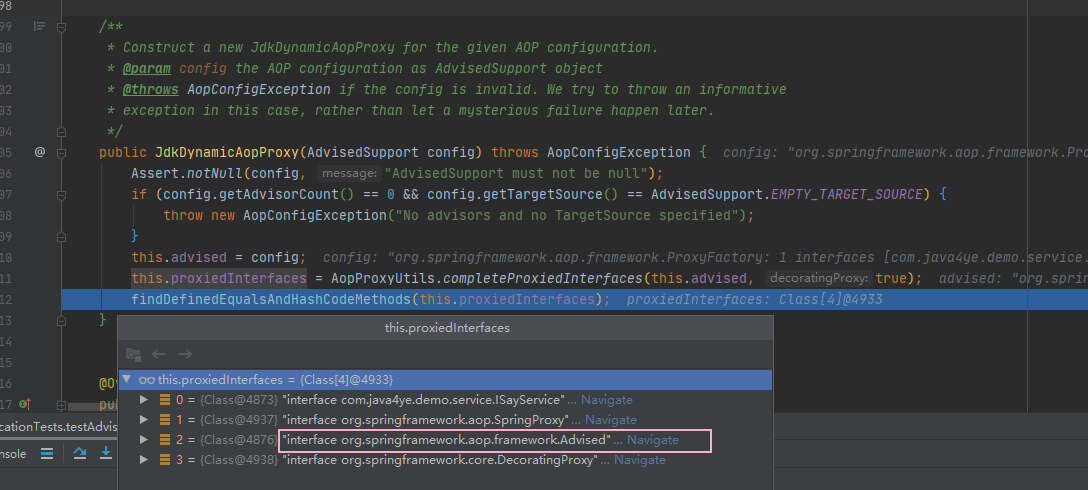 98
99 /**
00 * Construct a new JdkDynamicAopProxy for the given AOP configuration.
01 * @param config the AOP configuration as AdvisedSupport object
02 * @throws AopConfigException if the config is invalid. We try to throw an informative
03 * exception in this case, rather than let a mysterious failure happen later.
04 */
05 @ public JdkDynamicAopProxy(AdvisedSupport config) throws AopConfigException { config: "org.springframework.aop.framework.Pro
06 Assert.notNull(config, message: "AdvisedSupport must not be null");
07 if (config.getAdvisorCount() == 0 && config.getTargetSource() == AdvisedSupport.EMPTY_TARGET_SOURCE) {
08 throw new AopConfigException("No advisors and no TargetSource specified");
09 }
10 this.advised = config; config: "org.springframework.aop.framework.ProxyFactory: 1 interfaces [com.java4ye.demo.service.
11 this.proxiedInterfaces = AopProxyUtils.completeProxiedInterfaces(this.advised, decoratingProxy: true); advised: "org.spri
12 findDefinedEqualsAndHashCodeMethods(this.proxiedInterfaces); proxiedInterfaces: Class[4]@4933
13 }
14
15
16 @Ov
17 pub
this.proxiedInterfaces
this.proxiedInterfaces = {Class[4]@4933}
0 = {Class@4873} "interface com.java4ye.demo.service.ISayService"... Navigate
1 = {Class@4937} "interface org.springframework.aop.SpringProxy"... Navigate
2 = {Class@4876} "interface org.springframework.aop.framework.Advised"... Navigate
3 = {Class@4938} "interface org.springframework.core.DecoratingProxy"... Navigate
cationTests.testAdvis
nsole